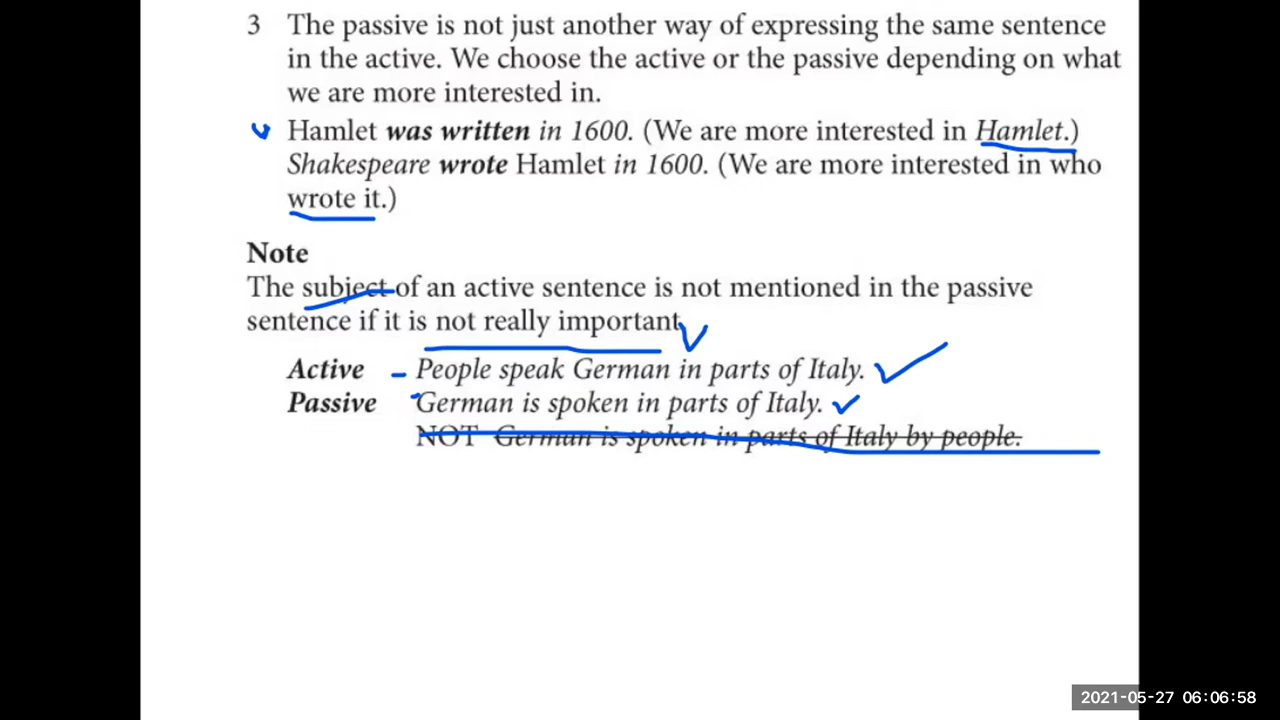 3 The passive is not just another way of expressing the same sentence
in the active. We choose the active or the passive depending on what
we are more interested in.
Hamlet was written in 1600. (We are more interested in Hamlet.)
Shakespeare wrote Hamlet in 1600. (We are more interested in who
wrote it.)
Note
The subject of an active sentence is not mentioned in the passive
sentence if it is not really important.
Active People speak German in parts of Italy.
Passive German is spoken in parts of Italy.
NOT German is spoken in parts of Italy by people.
2021-05-27 06:06:58